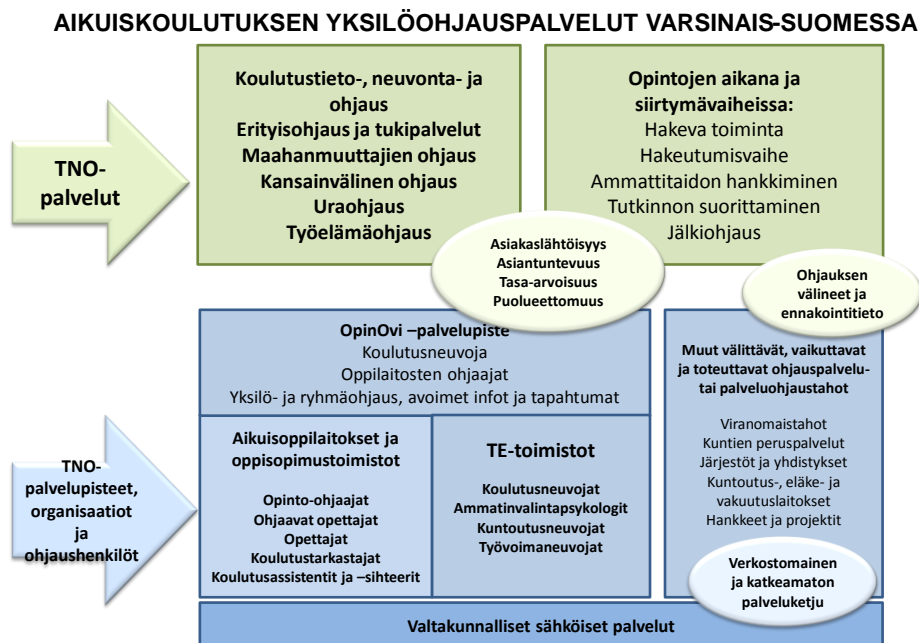 AIKUISKOULUTUKSEN YKSILÖOHJAUSPALVELUT VARSINAIS-SUOMESSA
TNO-
palvelut
Koulutustieto-, neuvonta- ja
ohjaus
Erityisohjaus ja tukipalvelut
Maahanmuuttajien ohjaus
Kansainvälinen ohjaus
Uraohjaus
Työelämäohjaus
Opintojen aikana ja
siirtymävaiheissa:
Hakeva toiminta
Hakeutumisvaihe
Ammattitaidon hankkiminen
Tutkinnon suorittaminen
Jälkiohjaus
Asiakaslähtöisyys
Asiantuntevuus
Tasa-arvoisuus
Puolueettomuus
Ohjauksen
välineet ja
ennakointitieto
TNO-
palvelupisteet,
organisaatiot
ja
ohjaushenkilöt
OpinOvi –palvelupiste
Koulutusneuvoja
Oppilaitosten ohjaajat
Yksilö- ja ryhmäohjaus, avoimet infot ja tapahtumat
Aikuisoppilaitokset ja
oppisopimustoimistot
Opinto-ohjaajat
Ohjaavat opettajat
Opettajat
Koulutustarkastajat
Koulutusassistentit ja –sihteerit
TE-toimistot
Koulutusneuvojat
Ammatinvalintapsykologit
Kuntoutusneuvojat
Työvoimaneuvojat
Muut välittävät, vaikuttavat
ja toteuttavat ohjauspalvelu-
tai palveluohjaustahot
Viranomaistahot
Kuntien peruspalvelut
Järjestöt ja yhdistykset
Kuntoutus-, eläke- ja
vakuutuslaitokset
Hankkeet ja projektit
Verkostomainen
ja katkeamaton
palveluketju
Valtakunnalliset sähköiset palvelut